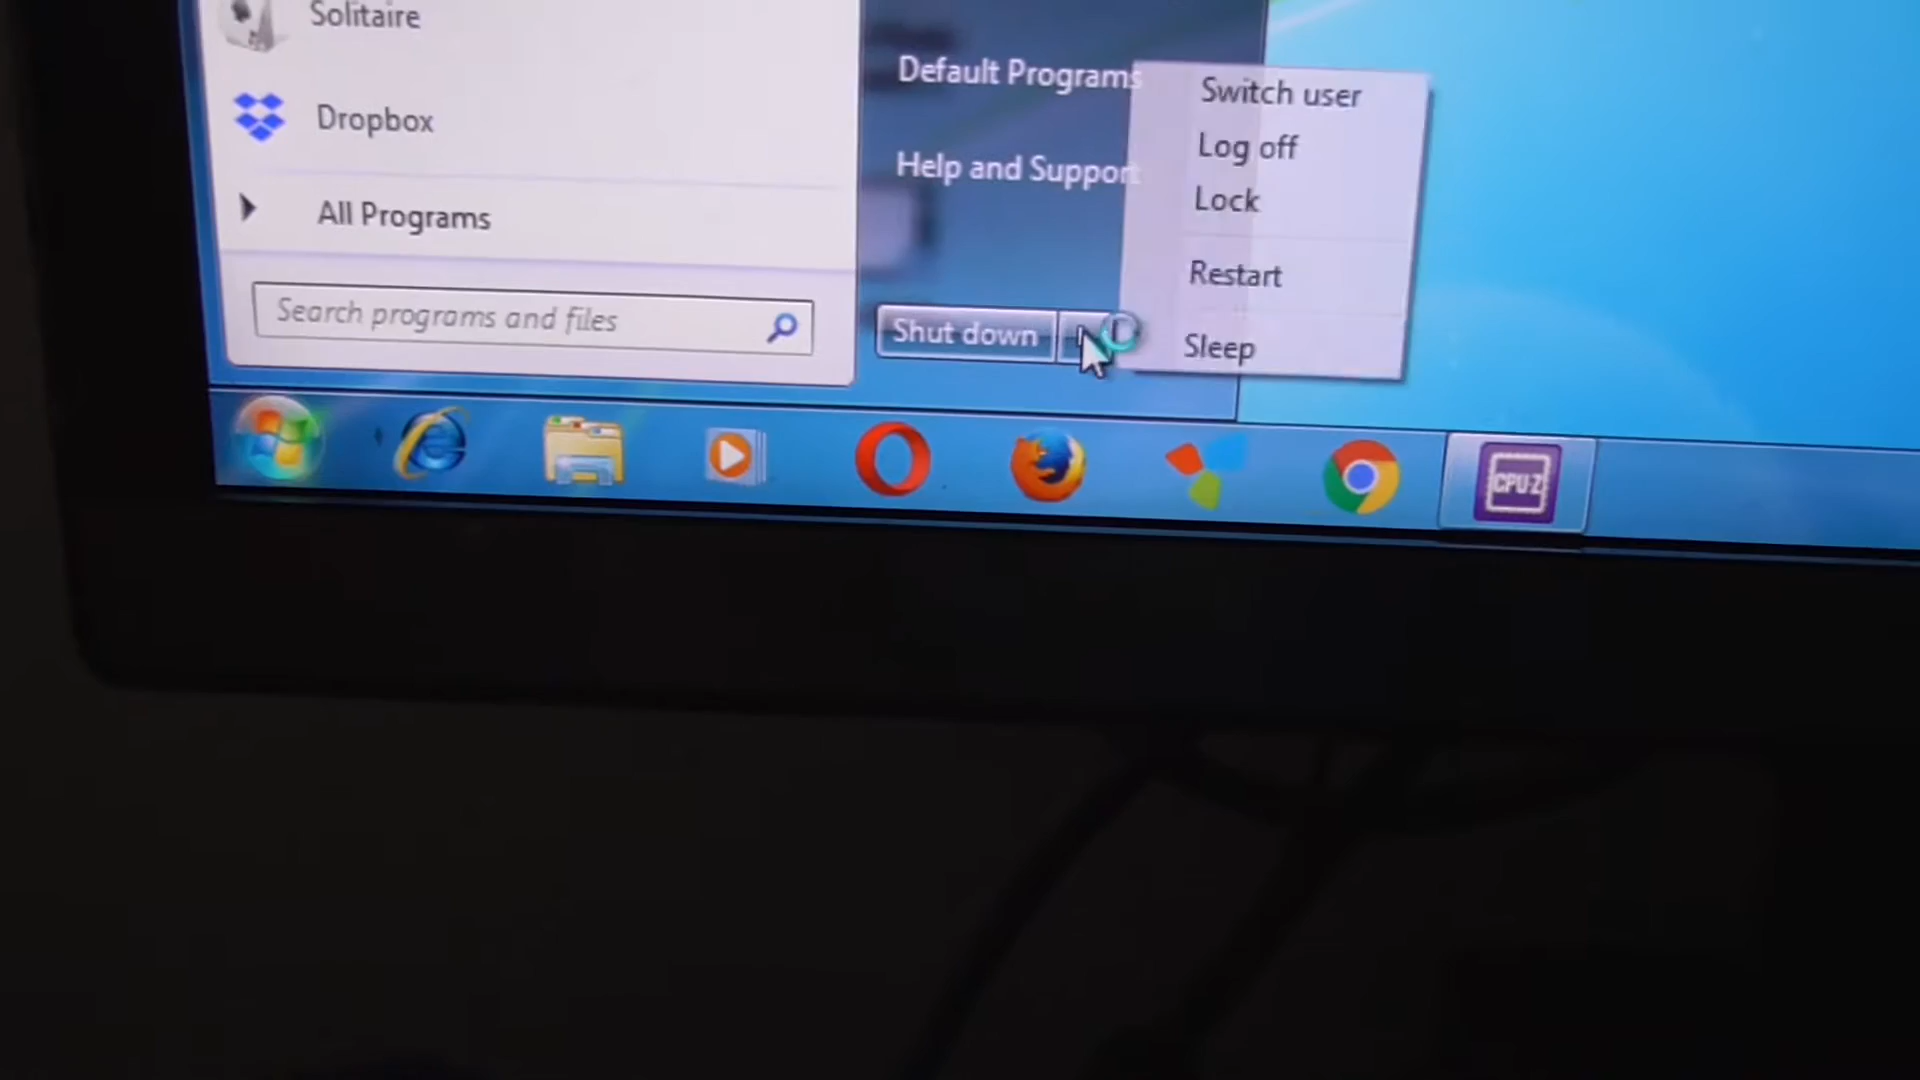 Solitaire
Dropbox
All Programs
Search programs and files
Default Programs
Help and Support
Shut down
Switch user
Log off
Lock
Restart
Sleep
CPU-Z